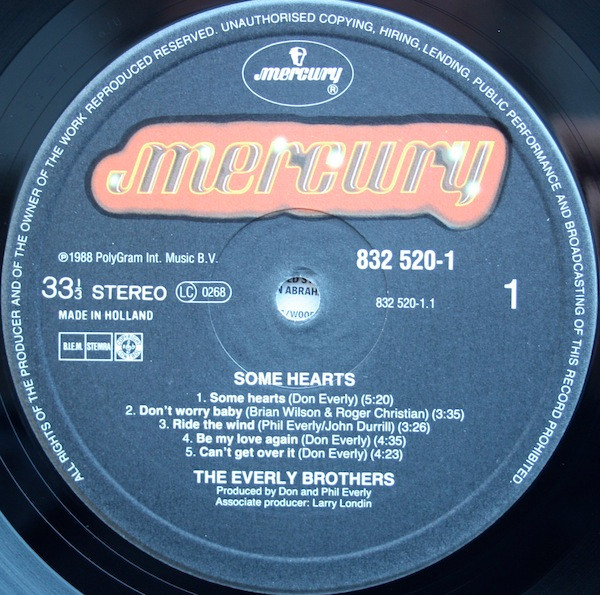 ALL RIGHTS OF THE PRODUCER AND OF THE OWNER OF THE WORK REPRODUCED RESERVED. UNAUTHORISED COPYING, HIRING, LENDING, PUBLIC PERFORMANCE AND BROADCASTING OF THIS RECORD PROHIBITED.
mercury
®
mercury
℗1988 PolyGram Int. Music B.V.
832 520-1
33⅓ STEREO LC 0268
832 520-1.1
1
MADE IN HOLLAND
B.I.E.M. STEMRA
ABRAH
SOME HEARTS
1. Some hearts (Don Everly) (5:20)
2. Don't worry baby (Brian Wilson & Roger Christian) (3:35)
3. Ride the wind (Phil Everly/John Durrill) (3:26)
4. Be my love again (Don Everly) (4:35)
5. Can't get over it (Don Everly) (4:23)
THE EVERLY BROTHERS
Produced by Don and Phil Everly
Associate producer: Larry Londin